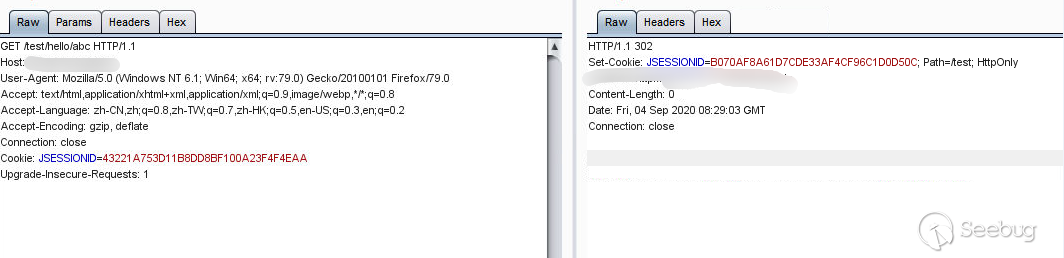 Raw Params Headers Hex
GET /test/hello/abc HTTP/1.1
Host:
User-Agent: Mozilla/5.0 (Windows NT 6.1; Win64; x64; rv:79.0) Gecko/20100101 Firefox/79.0
Accept: text/html,application/xhtml+xml,application/xml;q=0.9,image/webp,*/*;q=0.8
Accept-Language: zh-CN,zh;q=0.8,zh-TW;q=0.7,zh-HK;q=0.5,en-US;q=0.3,en;q=0.2
Accept-Encoding: gzip, deflate
Connection: close
Cookie: JSESSIONID=43221A753D11B8DD8BF100A23F4F4EAA
Upgrade-Insecure-Requests: 1
Raw Headers Hex
HTTP/1.1 302
Set-Cookie: JSESSIONID=B070AF8A61D7CDE33AF4CF96C1D0D50C; Path=/test; HttpOnly
Content-Length: 0
Date: Fri, 04 Sep 2020 08:29:03 GMT
Connection: close
Seebug